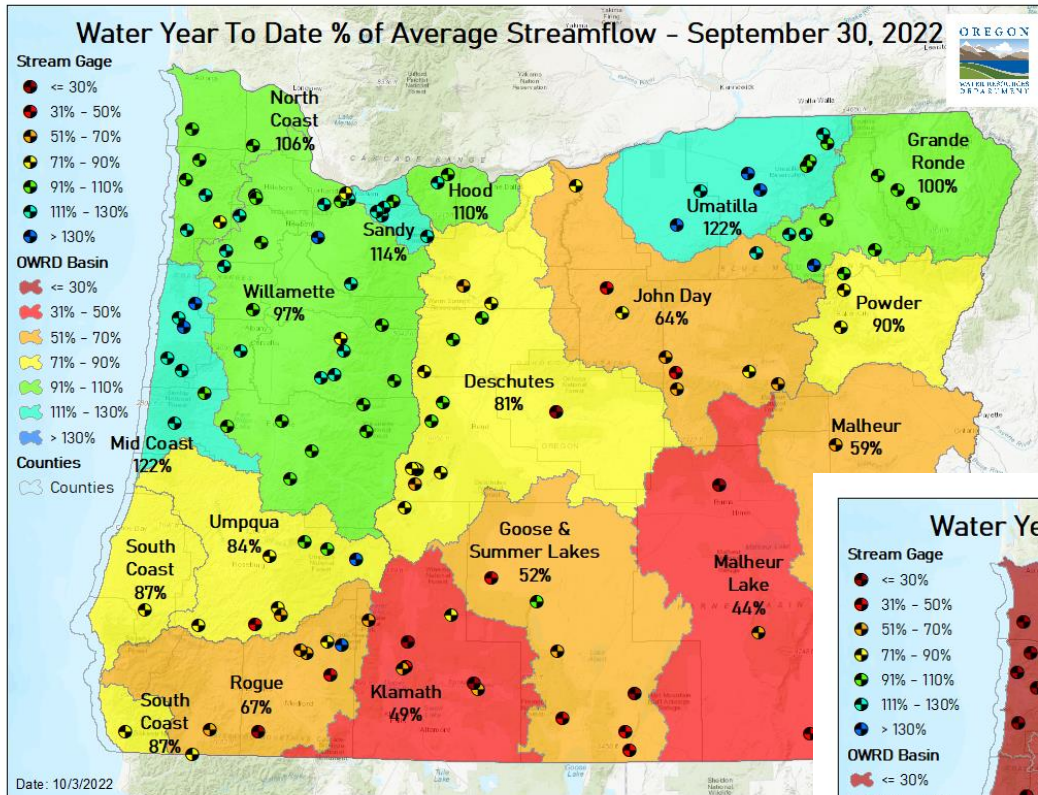 Water Year To Date % of Average Streamflow - September 30, 2022
OREGON
WATER RESOURCES
DEPARTMENT
Stream Gage
<= 30%
31% - 50%
51% - 70%
71% - 90%
91% - 110%
111% - 130%
> 130%
OWRD Basin
<= 30%
31% - 50%
51% - 70%
71% - 90%
91% - 110%
111% - 130%
> 130%
Counties
Counties
North
Coast
106%
Hood
110%
Sandy
114%
Umatilla
122%
Grande
Ronde
100%
Willamette
97%
John Day
64%
Powder
90%
Deschutes
81%
Malheur
59%
Mid Coast
122%
Umpqua
84%
South
Coast
87%
Goose &
Summer Lakes
52%
Malheur
Lake
44%
Rogue
67%
Klamath
49%
South
Coast
87%
Date: 10/3/2022
Water Ye
Stream Gage
<= 30%
31% - 50%
51% - 70%
71% - 90%
91% - 110%
111% - 130%
> 130%
OWRD Basin
<= 30%